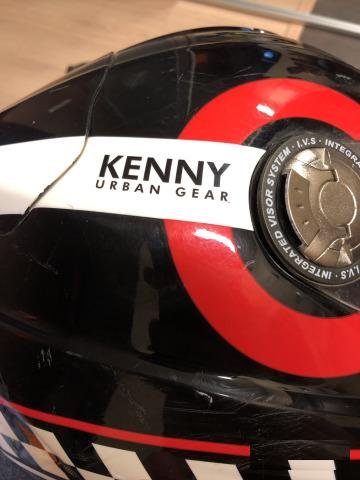 KENNY
URBAN GEAR
INTEGRATED VISOR SYSTEM · I.V.S · INTEGRA
I.V.S ·